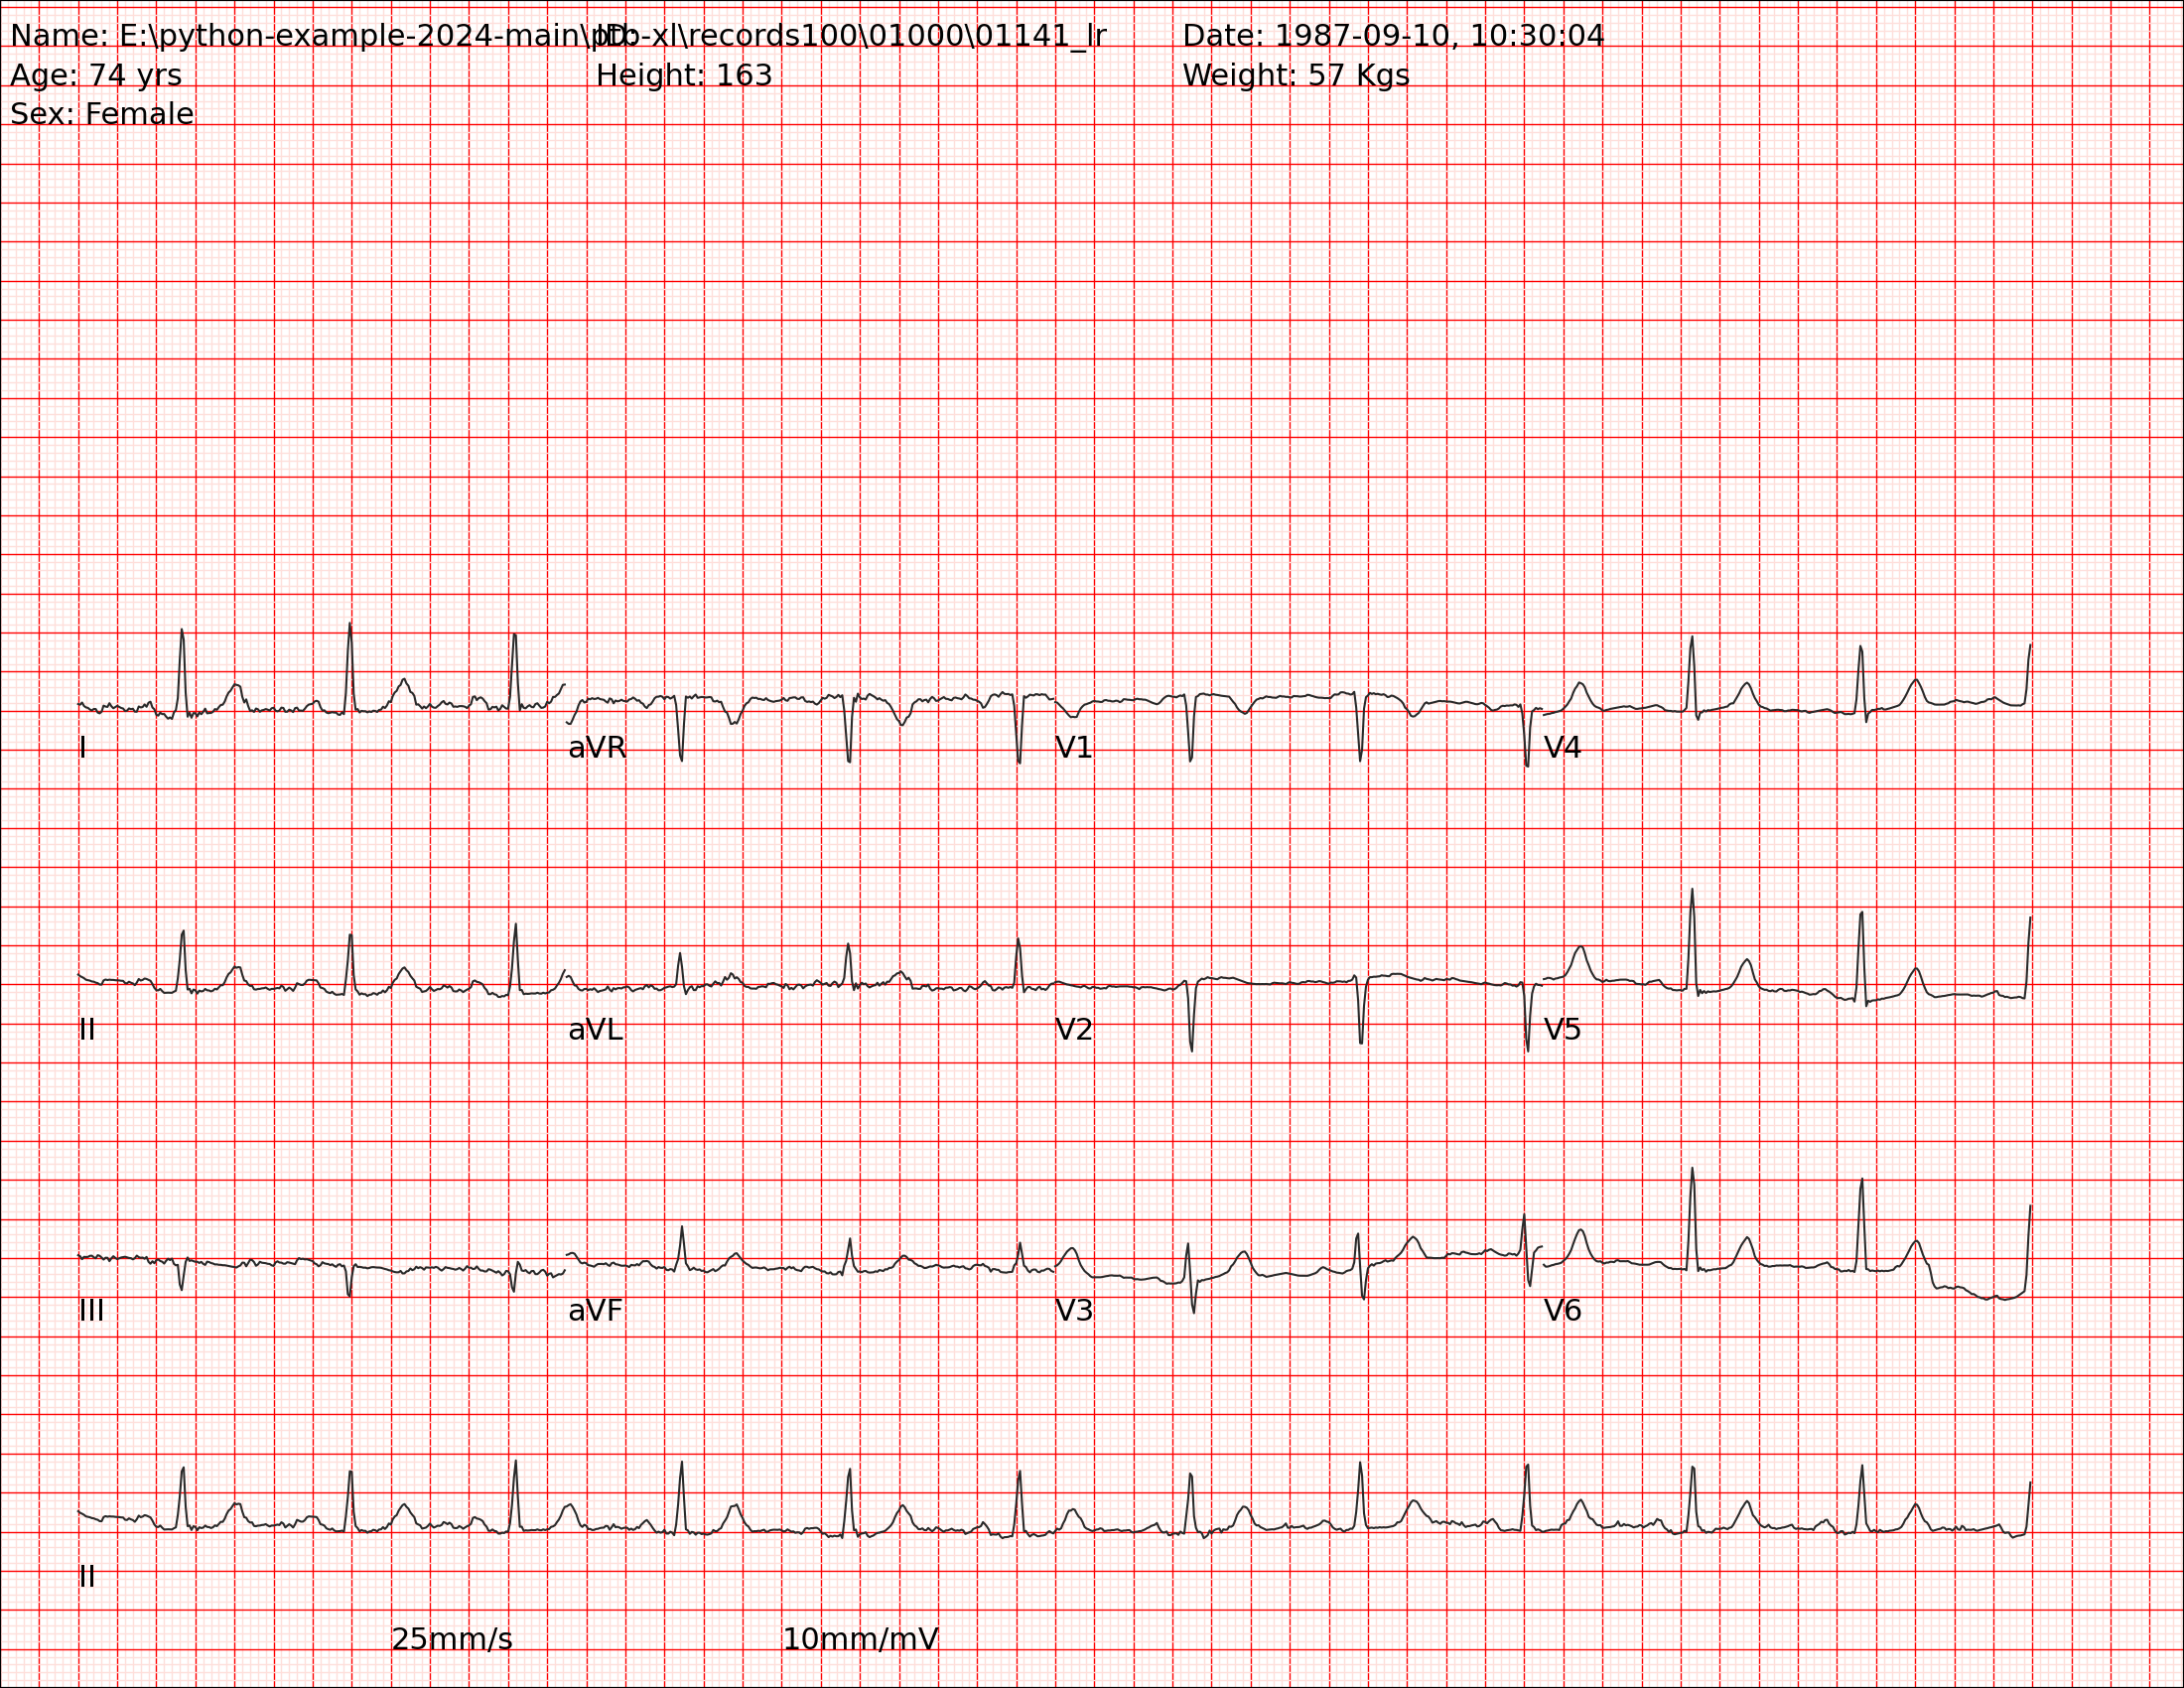 Name: E:\python-example-2024-main\ptb-xl\records100\01000\01141_lr ID: Date: 1987-09-10, 10:30:04
Age: 74 yrs Height: 163 Weight: 57 Kgs
Sex: Female
I aVR V1 V4
II aVL V2 V5
III aVF V3 V6
II
25mm/s 10mm/mV